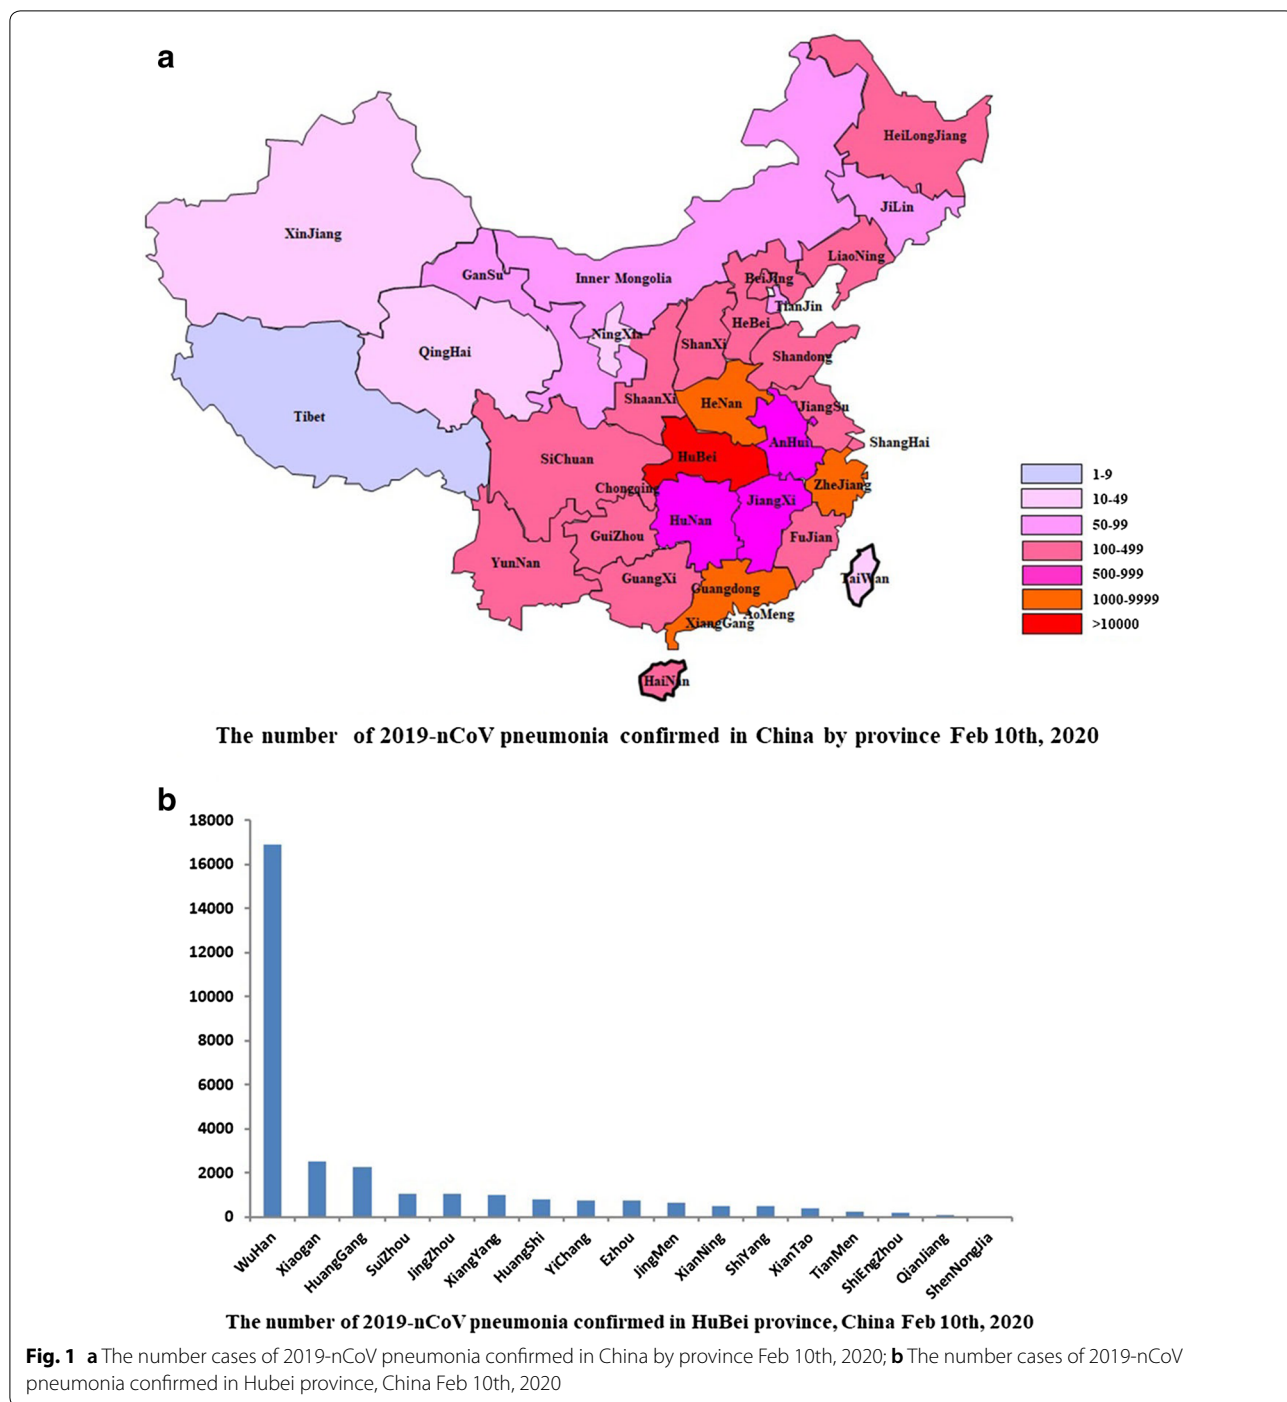 a
HeiLongJiang
JiLin
XinJiang
LiaoNing
GanSu
Inner Mongolia
BeiJing
TianJin
HeBei
NingXia
ShanXi
QingHai
Shandong
ShaanXi
HeNan
JiangSu
Tibet
AnHui
ShangHai
HuBei
SiChuan
1-9
ZheJiang
Chongqing
10-49
JiangXi
HuNan
50-99
GuiZhou
FuJian
100-499
YunNan
500-999
GuangXi
TaiWan
Guangdong
1000-9999
AoMeng
XiangGang
>10000
HaiNan
The number of 2019-nCoV pneumonia confirmed in China by province Feb 10th, 2020
b
18000
16000
14000
12000
10000
8000
6000
4000
2000
0
WuHan
Xiaogan
HuangGang
SuiZhou
JingZhou
XiangYang
HuangShi
YiChang
Ezhou
JingMen
XianNing
ShiYang
XianTao
TianMen
ShiEngZhou
QianJiang
ShenNongJia
The number of 2019-nCoV pneumonia confirmed in HuBei province, China Feb 10th, 2020
Fig. 1 a The number cases of 2019-nCoV pneumonia confirmed in China by province Feb 10th, 2020; b The number cases of 2019-nCoV
pneumonia confirmed in Hubei province, China Feb 10th, 2020